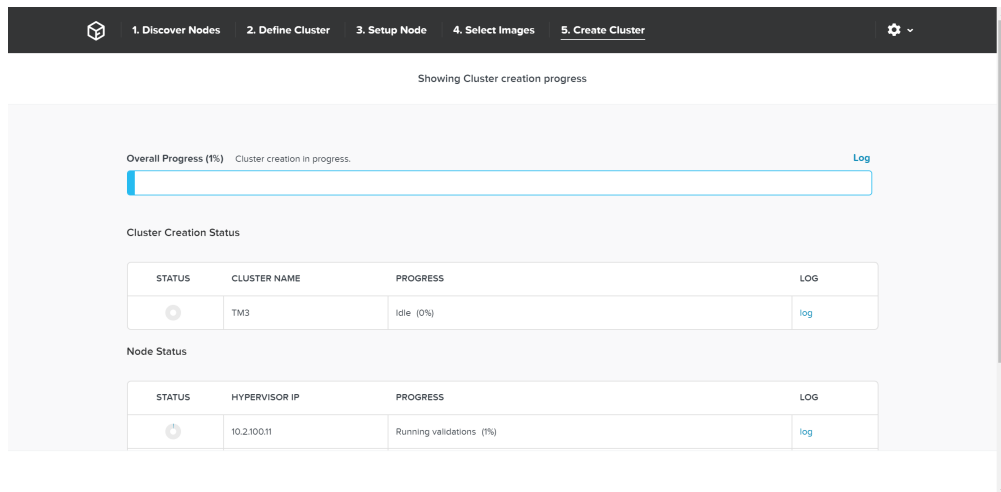 1. Discover Nodes 2. Define Cluster 3. Setup Node 4. Select Images 5. Create Cluster
Showing Cluster creation progress
Overall Progress (1%) Cluster creation in progress. Log
Cluster Creation Status
STATUS CLUSTER NAME PROGRESS LOG
TM3 Idle (0%) log
Node Status
STATUS HYPERVISOR IP PROGRESS LOG
10.2.100.11 Running validations (1%) log